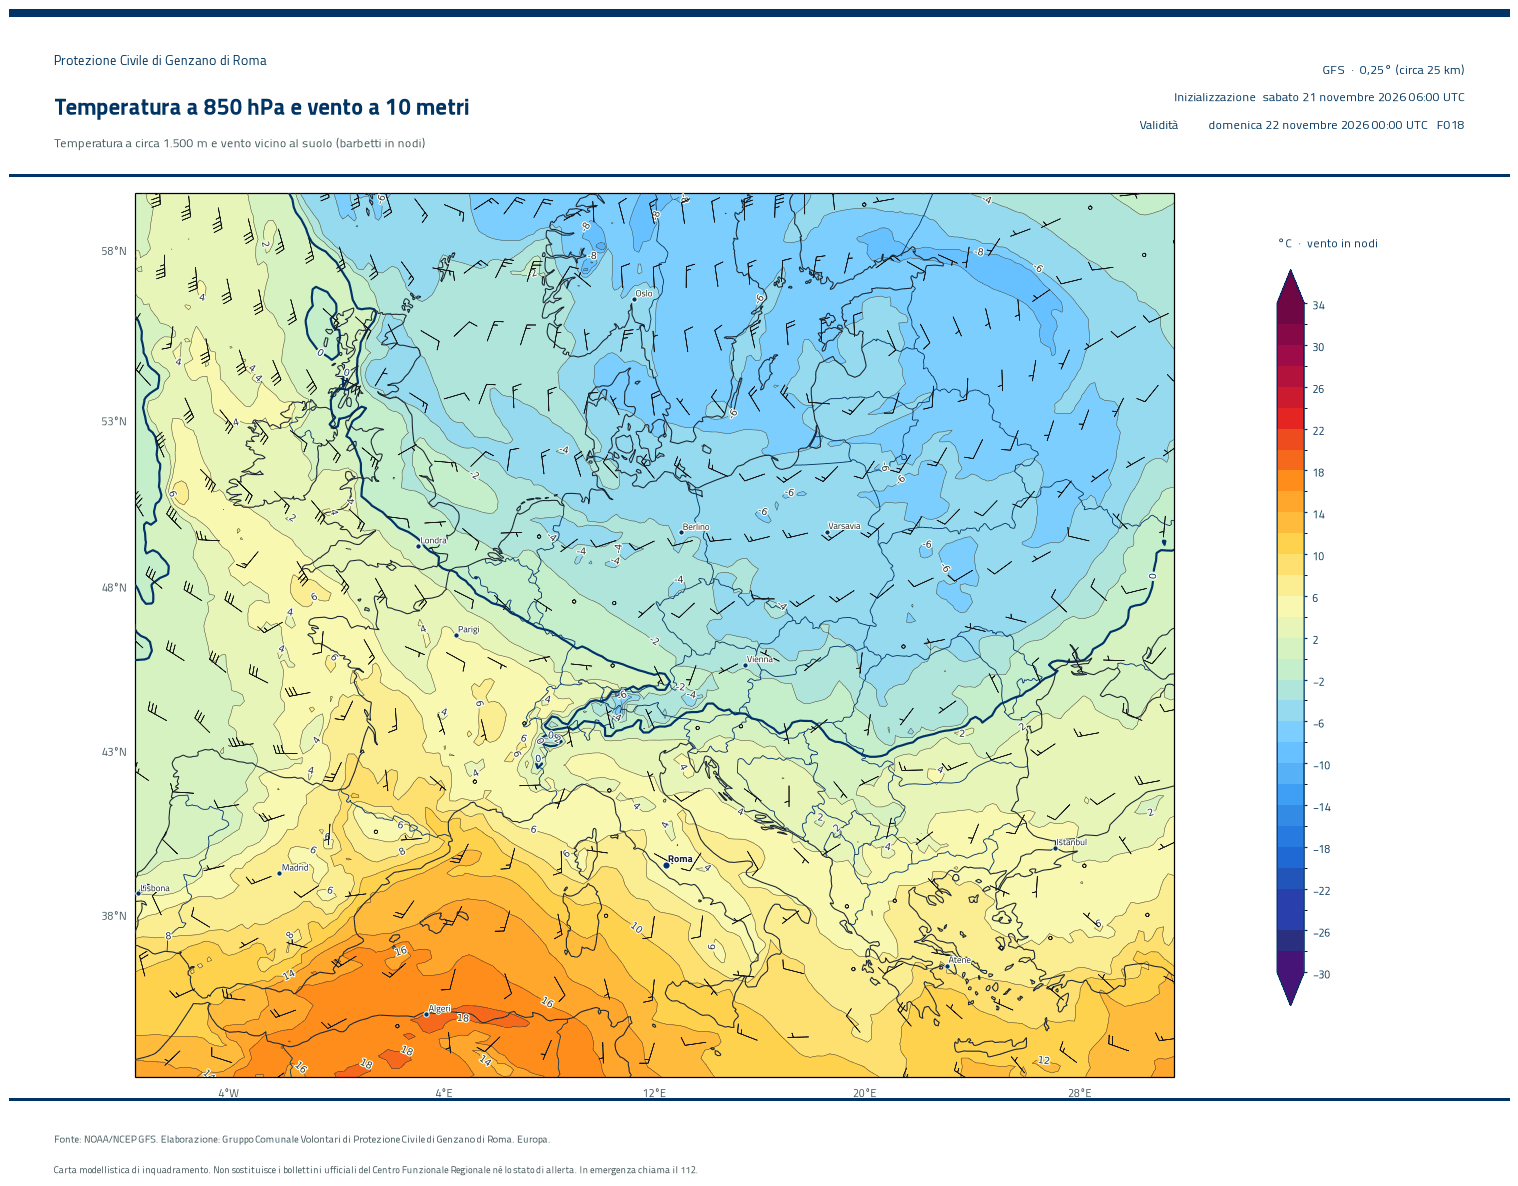 Protezione Civile di Genzano di Roma
Temperatura a 850 hPa e vento a 10 metri
Temperatura a circa 1.500 m e vento vicino al suolo (barbetti in nodi)
GFS · 0,25° (circa 25 km)
Inizializzazione sabato 21 novembre 2026 06:00 UTC
Validità domenica 22 novembre 2026 00:00 UTC F018
°C · vento in nodi
58°N
53°N
48°N
43°N
38°N
4°W
4°E
12°E
20°E
28°E
Oslo
Londra
Berlino
Varsavia
Parigi
Vienna
Madrid
Lisbona
Roma
Istanbul
Atene
Algeri
34
30
26
22
18
14
10
6
2
−2
−6
−10
−14
−18
−22
−26
−30
Fonte: NOAA/NCEP GFS. Elaborazione: Gruppo Comunale Volontari di Protezione Civile di Genzano di Roma. Europa.
Carta modellistica di inquadramento. Non sostituisce i bollettini ufficiali del Centro Funzionale Regionale né lo stato di allerta. In emergenza chiama il 112.